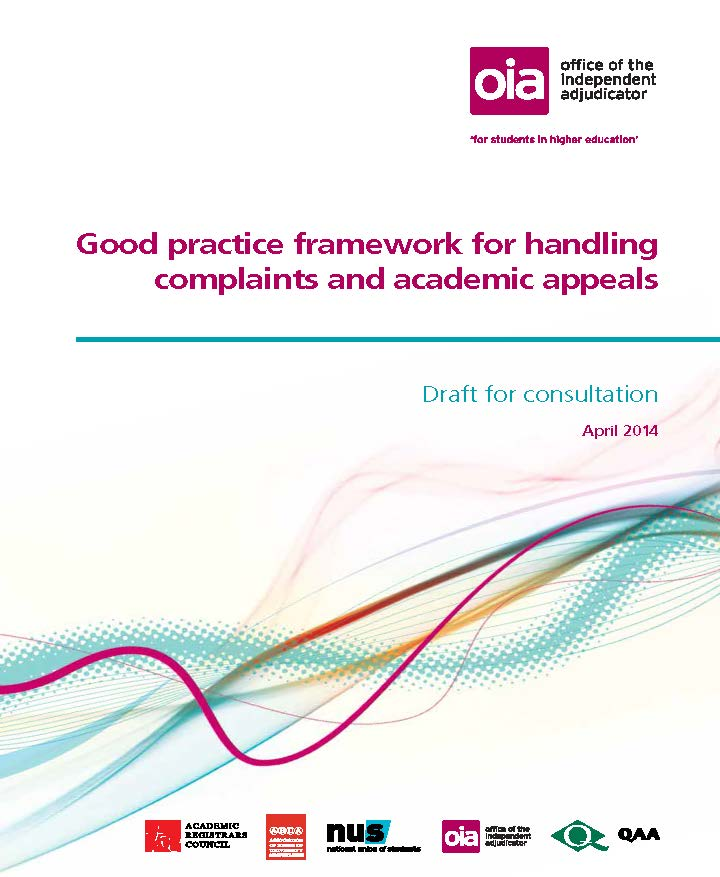 oia
office of the
independent
adjudicator
'for students in higher education'
Good practice framework for handling
complaints and academic appeals
Draft for consultation
April 2014
ACADEMIC
REGISTRARS
COUNCIL
nus
national union of students
oia
office of the
independent
adjudicator
QAA